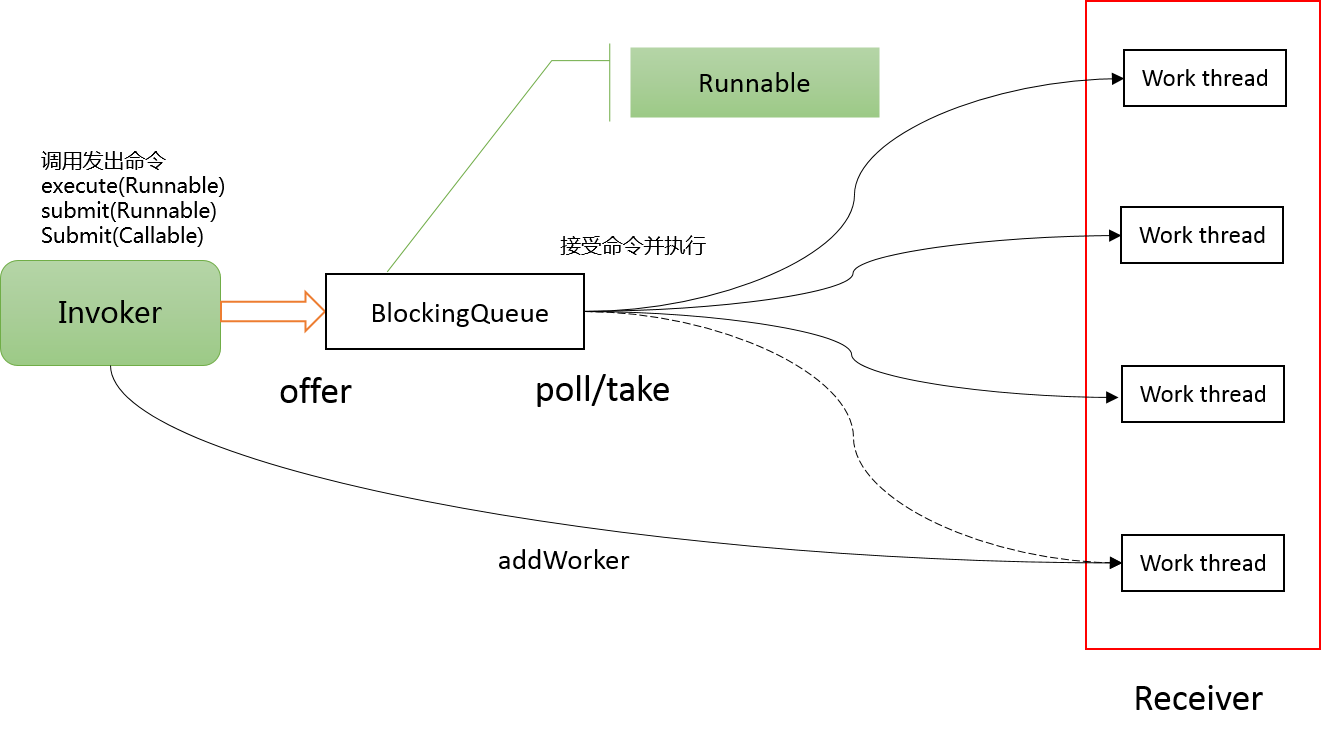 Runnable
Work thread
调用发出命令
execute(Runnable)
submit(Runnable)
Submit(Callable)
接受命令并执行
Work thread
Invoker
BlockingQueue
offer
poll/take
Work thread
addWorker
Work thread
Receiver